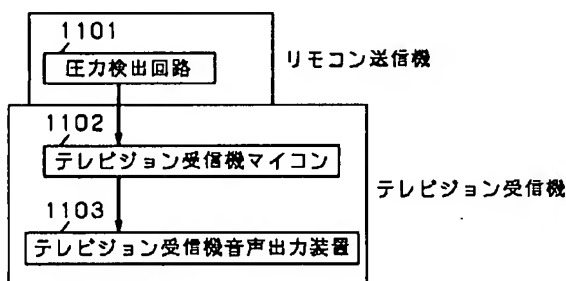 1101
圧力検出回路
リモコン送信機
1102
テレビジョン受信機マイコン
テレビジョン受信機
1103
テレビジョン受信機音声出力装置